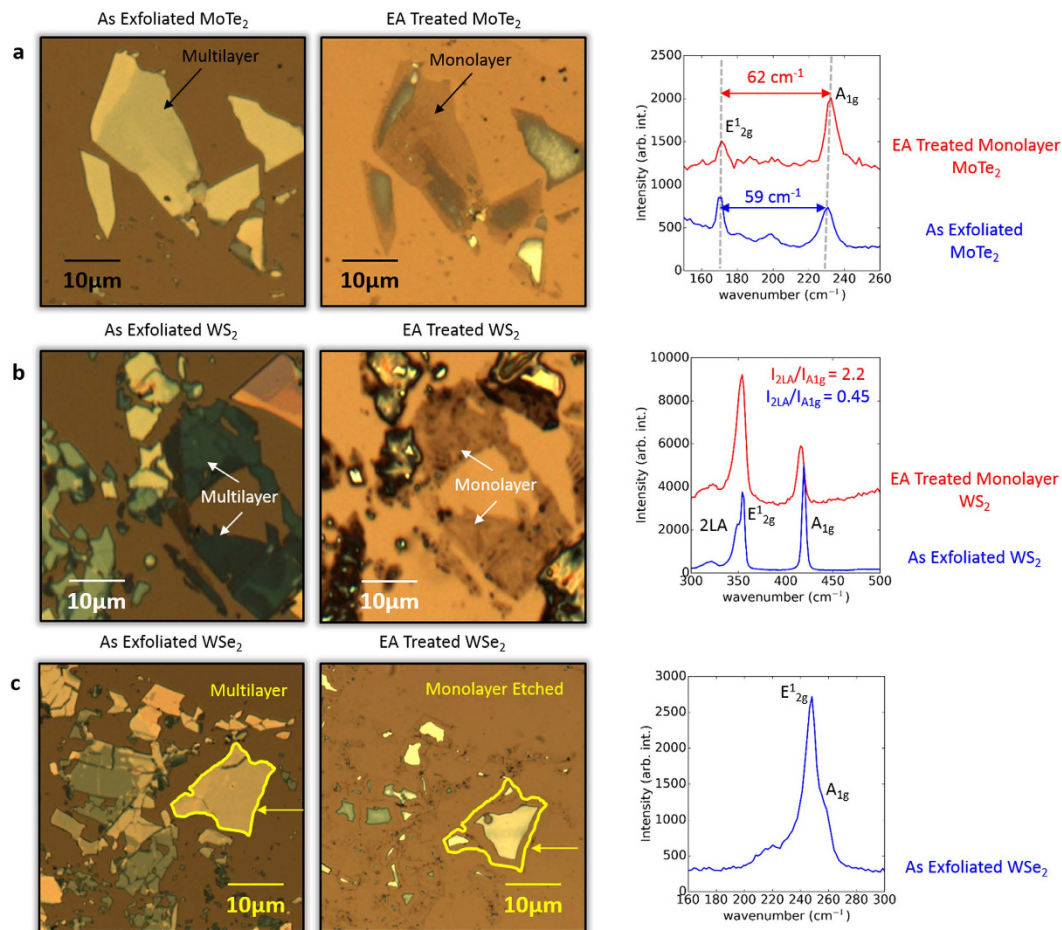 As Exfoliated MoTe₂
EA Treated MoTe₂
a
Multilayer
Monolayer
10μm
10μm
2500
2000
1500
1000
500
0
160
180
200
220
240
260
wavenumber (cm⁻¹)
Intensity (arb. int.)
62 cm⁻¹
A₁g
E¹₂g
59 cm⁻¹
EA Treated Monolayer
MoTe₂
As Exfoliated
MoTe₂
As Exfoliated WS₂
EA Treated WS₂
b
Multilayer
Monolayer
10μm
10μm
10000
8000
6000
4000
2000
0
300
350
400
450
500
wavenumber (cm⁻¹)
Intensity (arb. int.)
I₂LA/IA1g = 2.2
I₂LA/IA1g = 0.45
2LA
E¹₂g
A₁g
EA Treated Monolayer
WS₂
As Exfoliated WS₂
As Exfoliated WSe₂
EA Treated WSe₂
c
Multilayer
Monolayer Etched
10μm
10μm
3000
2500
2000
1500
1000
500
0
160
180
200
220
240
260
280
300
wavenumber (cm⁻¹)
Intensity (arb. int.)
E¹₂g
A₁g
As Exfoliated WSe₂